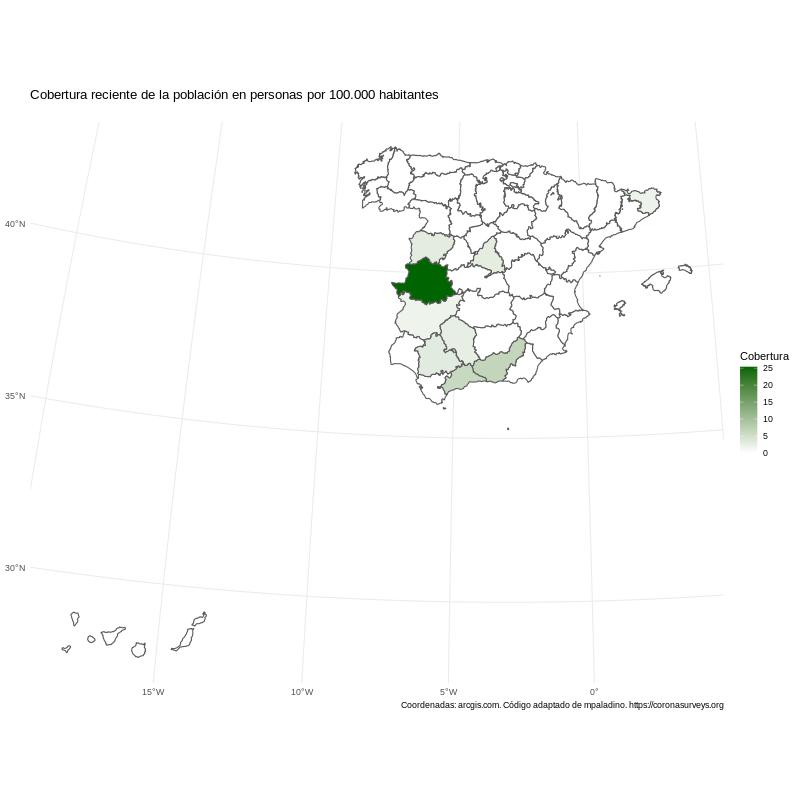 Cobertura reciente de la población en personas por 100.000 habitantes
40°N
35°N
30°N
15°W
10°W
5°W
0°
Cobertura
25
20
15
10
5
0
Coordenadas: arcgis.com. Código adaptado de mpaladino. https://coronasurveys.org